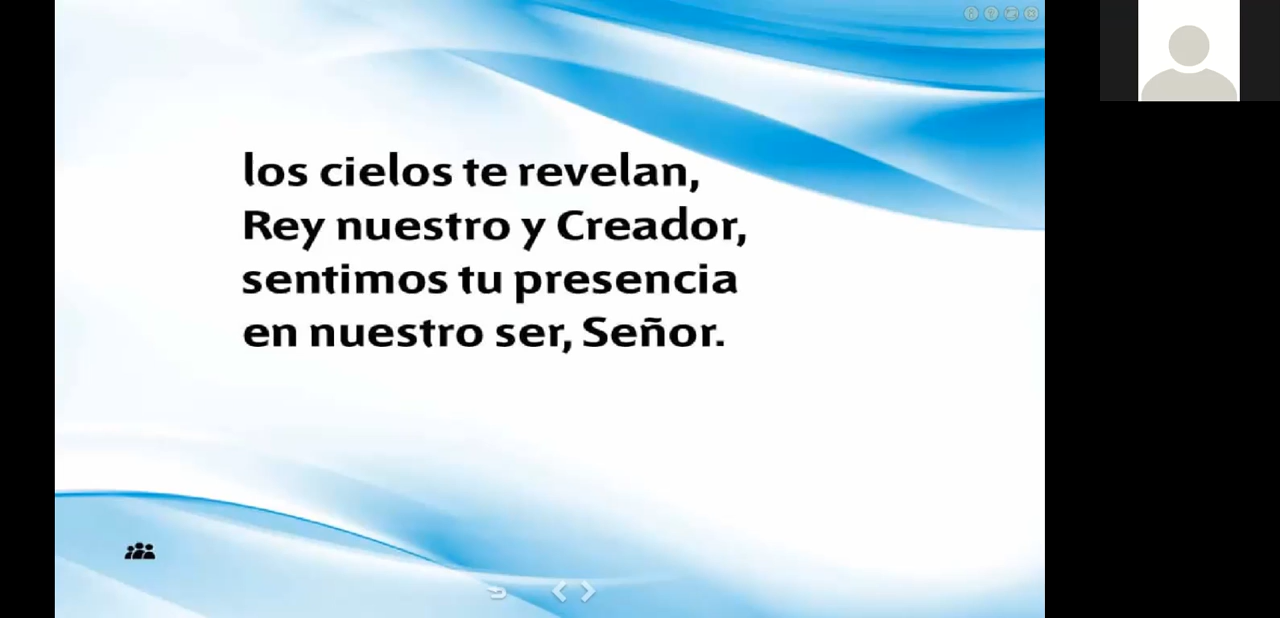 los cielos te revelan,
Rey nuestro y Creador,
sentimos tu presencia
en nuestro ser, Señor.